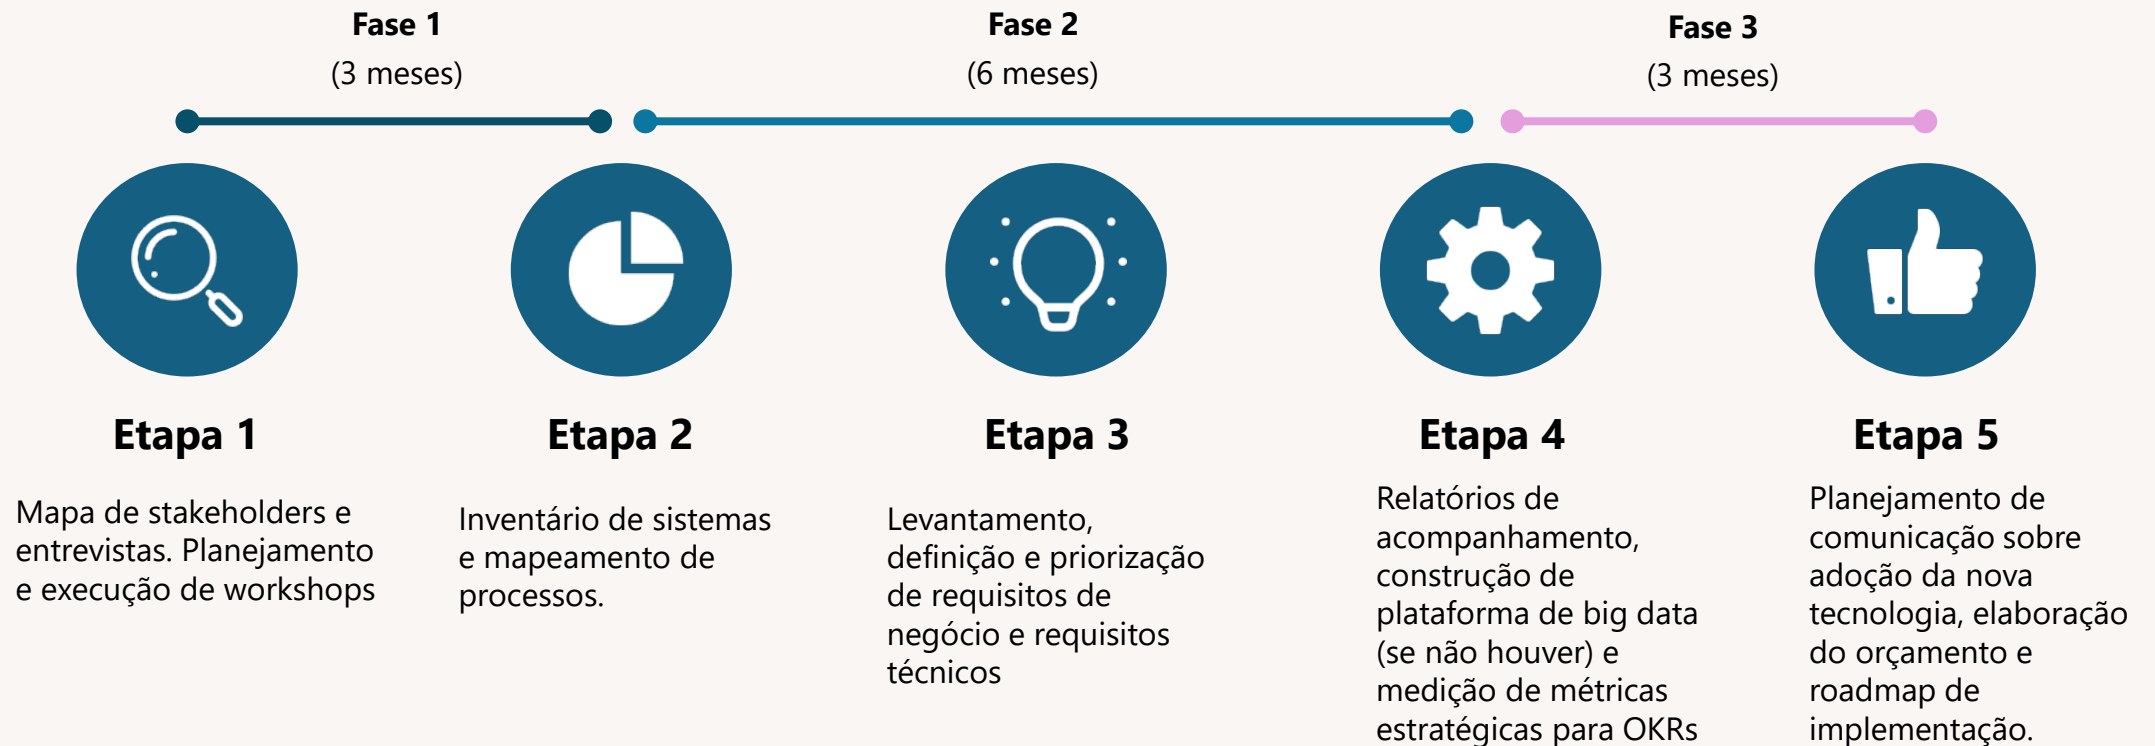 Fase 1
(3 meses)
Fase 2
(6 meses)
Fase 3
(3 meses)
Etapa 1
Mapa de stakeholders e
entrevistas. Planejamento
e execução de workshops
Etapa 2
Inventário de sistemas
e mapeamento de
processos.
Etapa 3
Levantamento,
definição e priorização
de requisitos de
negócio e requisitos
técnicos
Etapa 4
Relatórios de
acompanhamento,
construção de
plataforma de big data
(se não houver) e
medição de métricas
estratégicas para OKRs
Etapa 5
Planejamento de
comunicação sobre
adoção da nova
tecnologia, elaboração
do orçamento e
roadmap de
implementação.